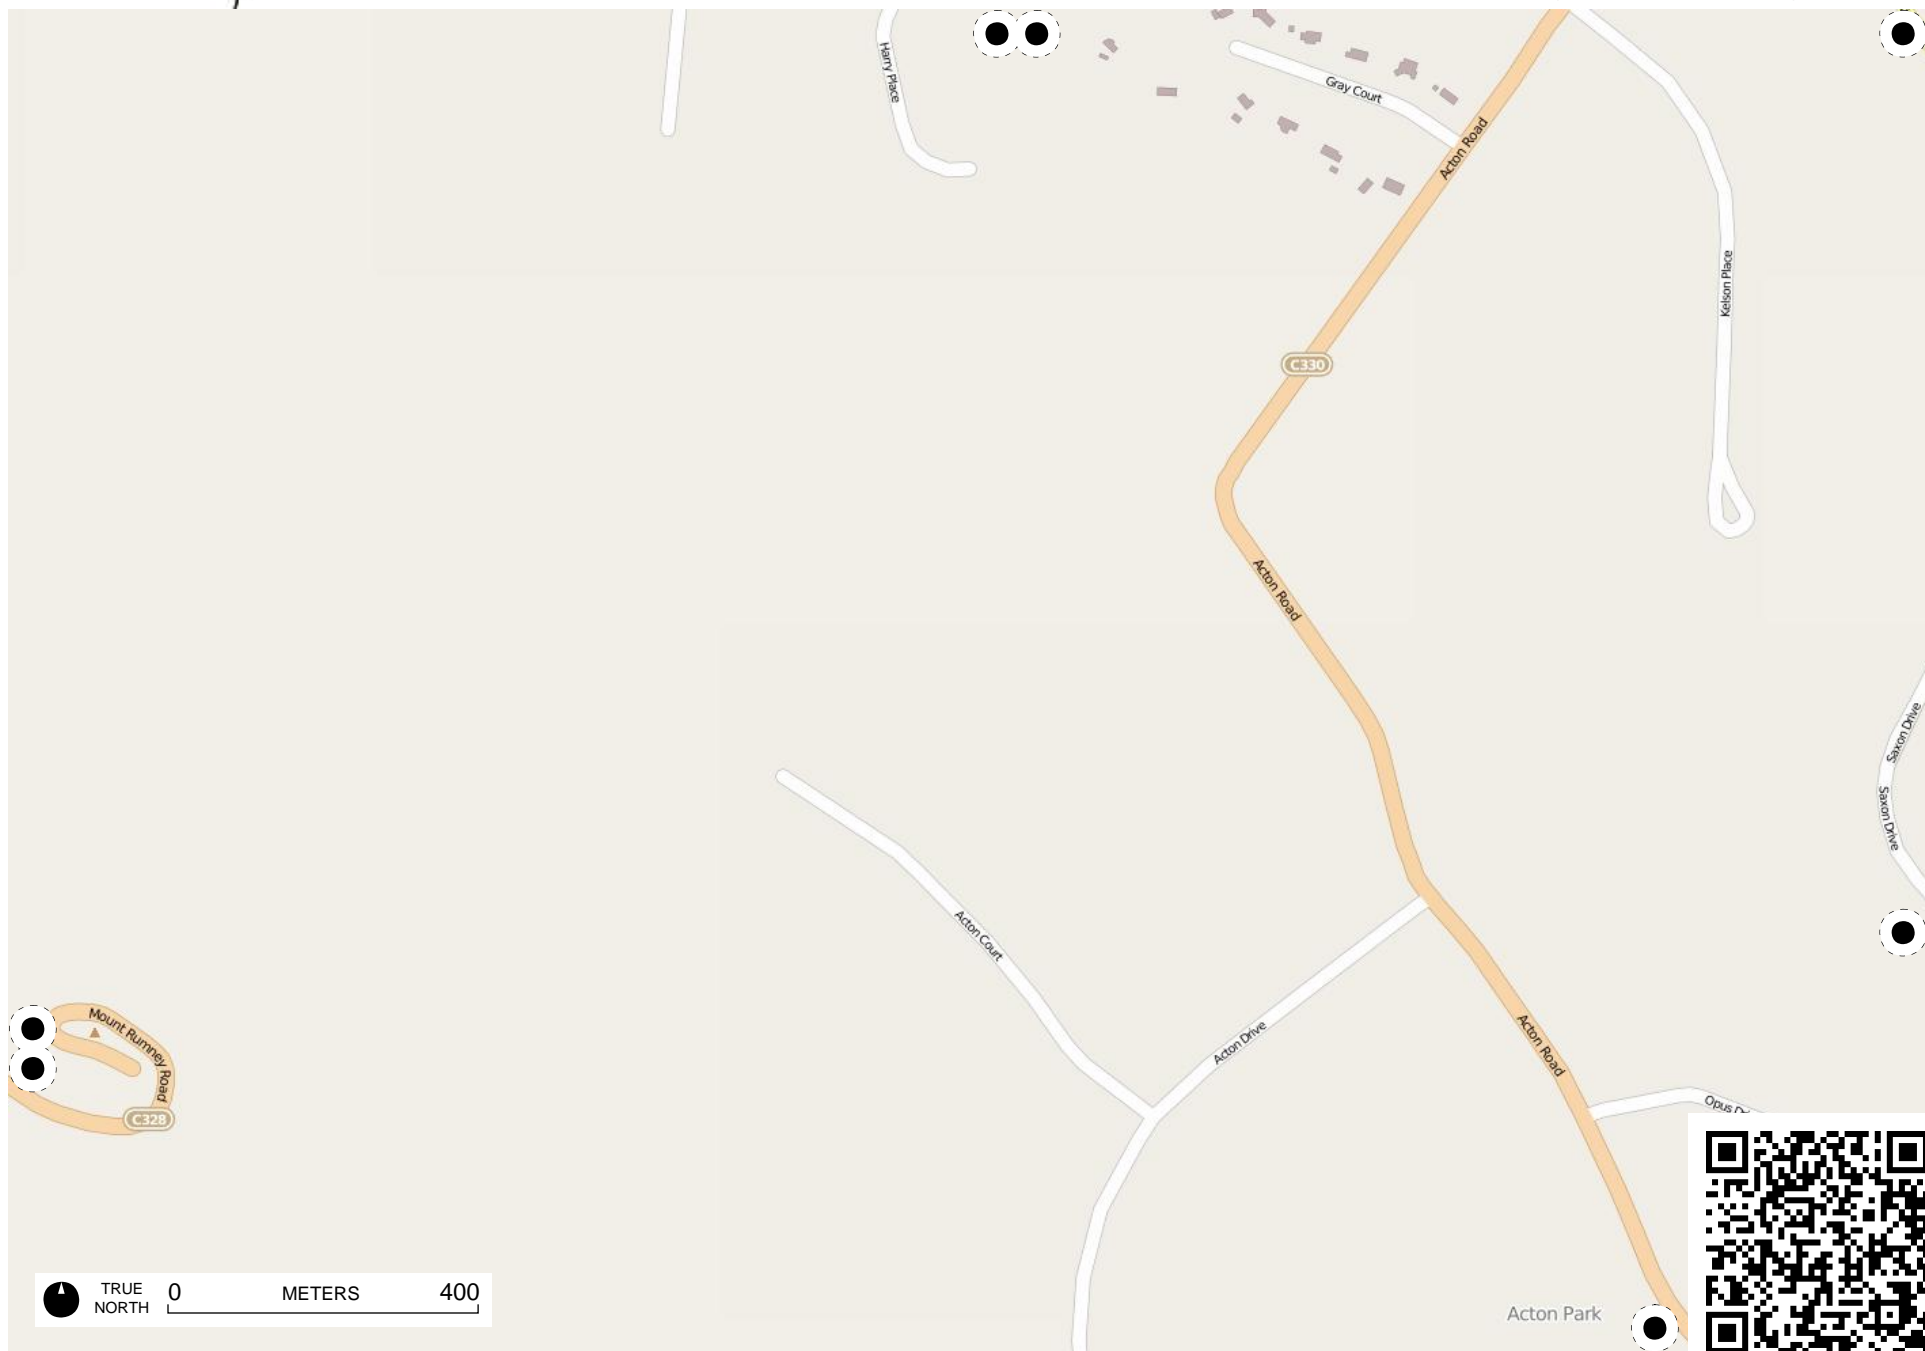 Harry Place
Gray Court
Acton Road
Kelson Place
C330
Acton Road
Saxon Drive
Saxon Drive
Acton Court
Mount Rumney Road
Acton Drive
Acton Road
C328
Opus
TRUE NORTH
0 METERS 400
Acton Park